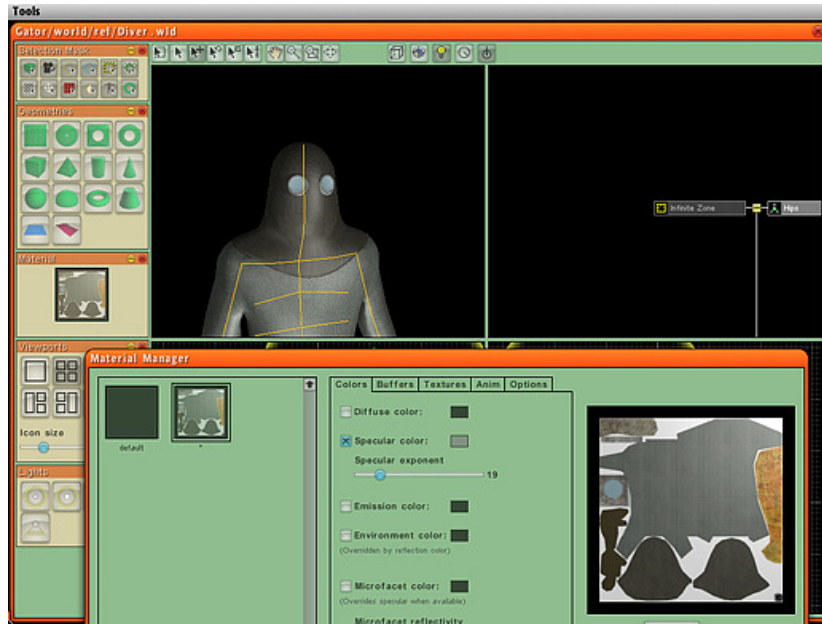 Tools
Gator/world/ref/Diver.wld
Selection Mask
Geometries
Infinite Zone
Hips
Material
Viewports
Icon size
Lights
Material Manager
default
*
Colors Buffers Textures Anim Options
Diffuse color:
Specular color:
Specular exponent
19
Emission color:
Environment color:
(Overridden by reflection color)
Microfacet color:
(Overrides specular when available)
Microfacet reflectivity